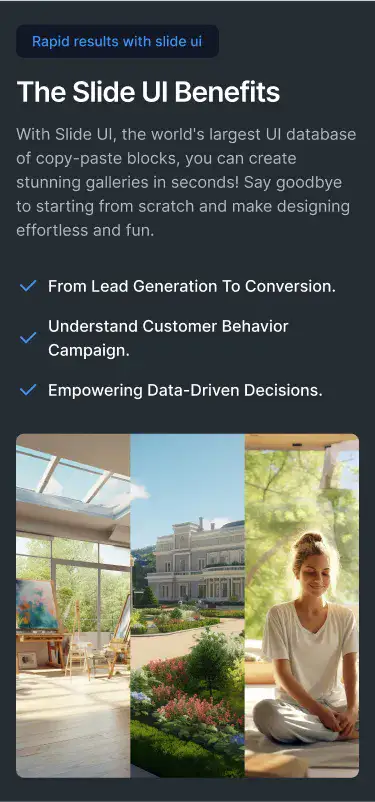 Rapid results with slide ui
The Slide UI Benefits
With Slide UI, the world's largest UI database
of copy-paste blocks, you can create
stunning galleries in seconds! Say goodbye
to starting from scratch and make designing
effortless and fun.
From Lead Generation To Conversion.
Understand Customer Behavior
Campaign.
Empowering Data-Driven Decisions.